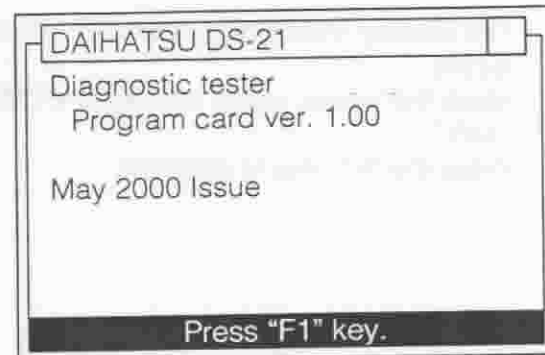 DAIHATSU DS-21
Diagnostic tester
Program card ver. 1.00
May 2000 Issue
Press “F1” key.